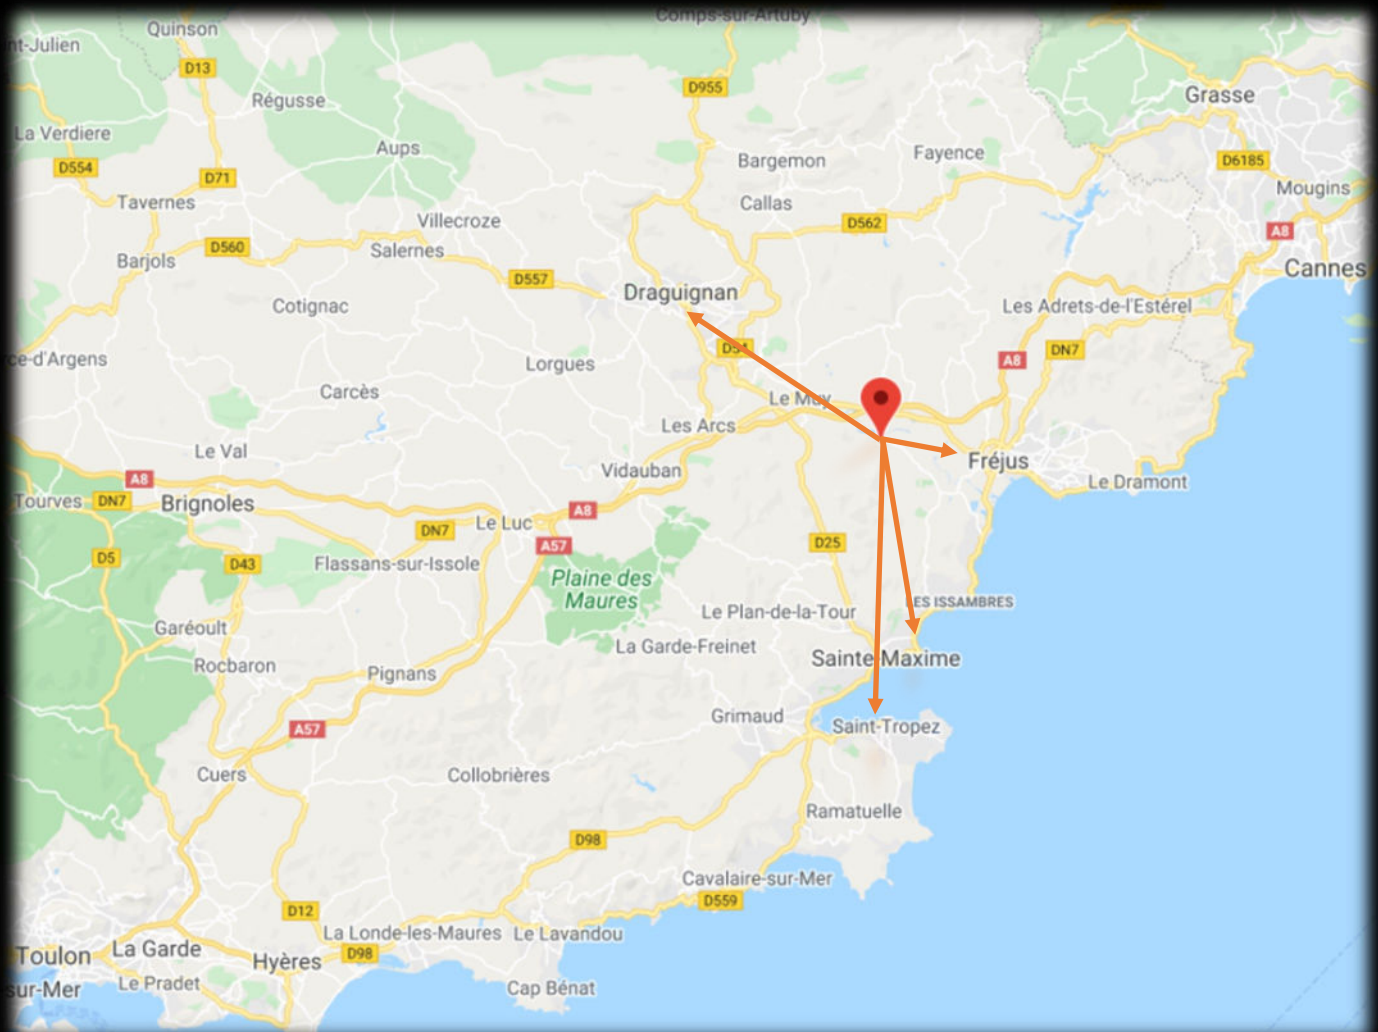 Comps-sur-Artuby
Quinson
nt-Julien
D13
D955
Grasse
Régusse
La Verdiere
Aups
Bargemon
Fayence
D6185
D554
D71
Mougins
Tavernes
Callas
Villecroze
D562
A8
D560
Salernes
Barjols
Cannes
D557
Draguignan
Cotignac
Les Adrets-de-l'Estérel
D54
DN7
rce-d'Argens
Lorgues
A8
Carcès
Le Muy
Les Arcs
Le Val
Fréjus
Vidauban
A8
Le Dramont
Tourves
DN7
Brignoles
A8
Le Luc
DN7
D25
A57
D5
D43
Flassans-sur-Issole
Plaine des
Maures
LES ISSAMBRES
Le Plan-de-la-Tour
Garéoult
La Garde-Freinet
Sainte-Maxime
Rocbaron
Pignans
Grimaud
Saint-Tropez
A57
Cuers
Collobrières
Ramatuelle
D98
Cavalaire-sur-Mer
D559
D12
La Londe-les-Maures
Le Lavandou
Toulon
La Garde
D98
Hyères
Le Pradet
sur-Mer
Cap Bénat